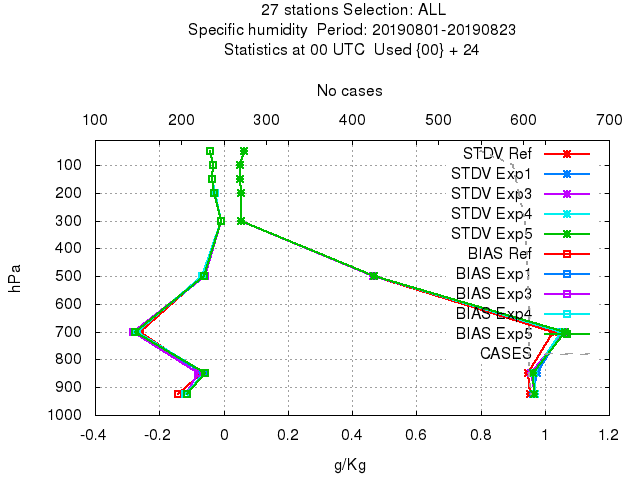 27 stations Selection: ALL
Specific humidity  Period: 20190801-20190823
Statistics at 00 UTC  Used {00} + 24
No cases
100 200 300 400 500 600 700
STDV Ref
STDV Exp1
STDV Exp3
STDV Exp4
STDV Exp5
BIAS Ref
BIAS Exp1
BIAS Exp3
BIAS Exp4
BIAS Exp5
CASES
hPa
100
200
300
400
500
600
700
800
900
1000
-0.4 -0.2 0 0.2 0.4 0.6 0.8 1 1.2
g/Kg